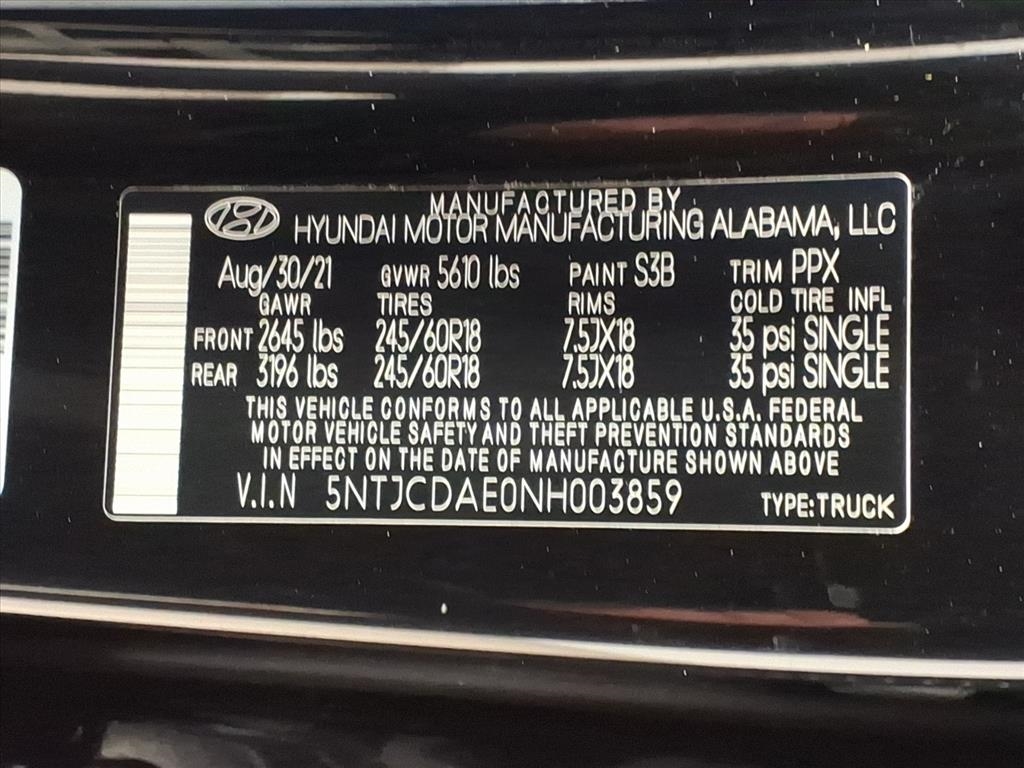 MANUFACTURED BY
HYUNDAI MOTOR MANUFACTURING ALABAMA, LLC
Aug/30/21 GVWR 5610 lbs PAINT S3B TRIM PPX
GAWR TIRES RIMS COLD TIRE INFL
FRONT 2645 lbs 245/60R18 7.5JX18 35 psi SINGLE
REAR 3196 lbs 245/60R18 7.5JX18 35 psi SINGLE
THIS VEHICLE CONFORMS TO ALL APPLICABLE U.S.A. FEDERAL
MOTOR VEHICLE SAFETY AND THEFT PREVENTION STANDARDS
IN EFFECT ON THE DATE OF MANUFACTURE SHOWN ABOVE
V.I.N 5NTJCDAE0NH003859 TYPE:TRUCK